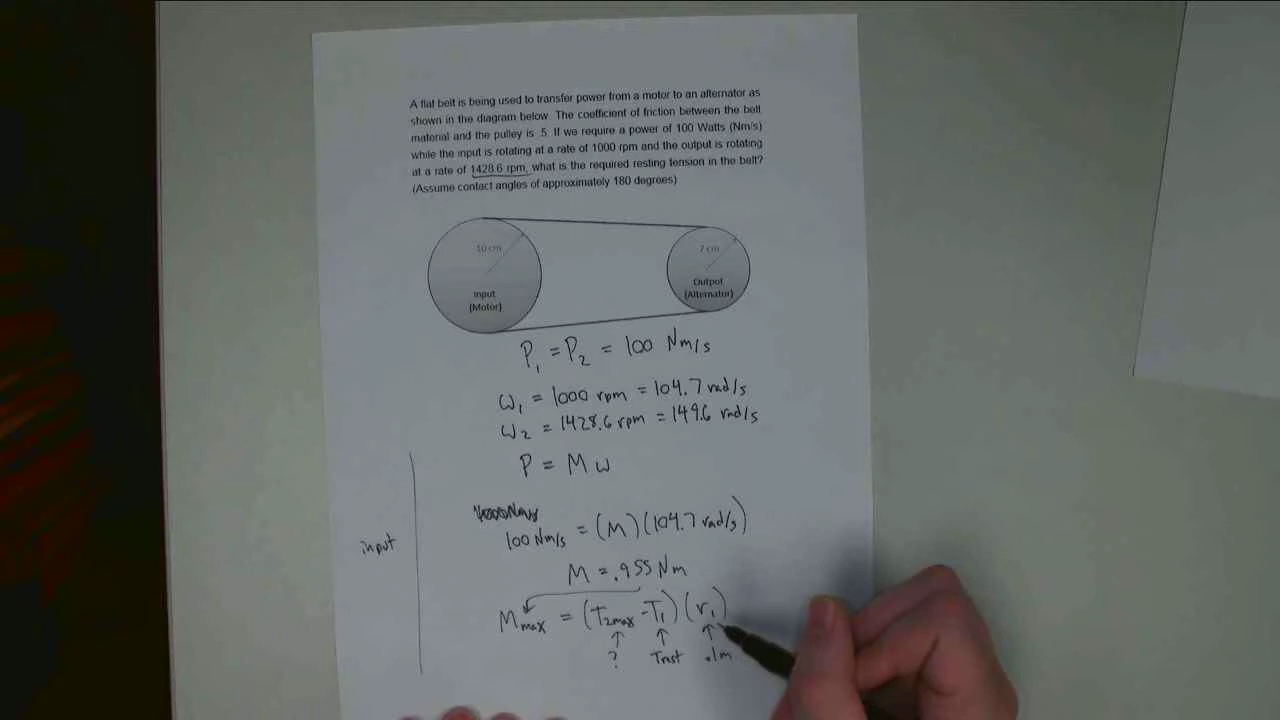 A flat belt is being used to transfer power from a motor to an alternator as
shown in the diagram below. The coefficient of friction between the belt
material and the pulley is .5. If we require a power of 100 Watts (Nm/s)
while the input is rotating at a rate of 1000 rpm and the output is rotating
at a rate of 1428.6 rpm, what is the required resting tension in the belt?
(Assume contact angles of approximately 180 degrees)
10 cm
Input
(Motor)
7 cm
Output
(Alternator)
P₁ = P₂ = 100 Nm/s
ω₁ = 1000 rpm = 104.7 rad/s
ω₂ = 1428.6 rpm = 149.6 rad/s
P = M ω
input
100 Nm/s = (M)(104.7 rad/s)
M = .955 Nm
Mmax = (T2max - T₁)(r₁)
↑ ↑ ↑
? Trest .1m